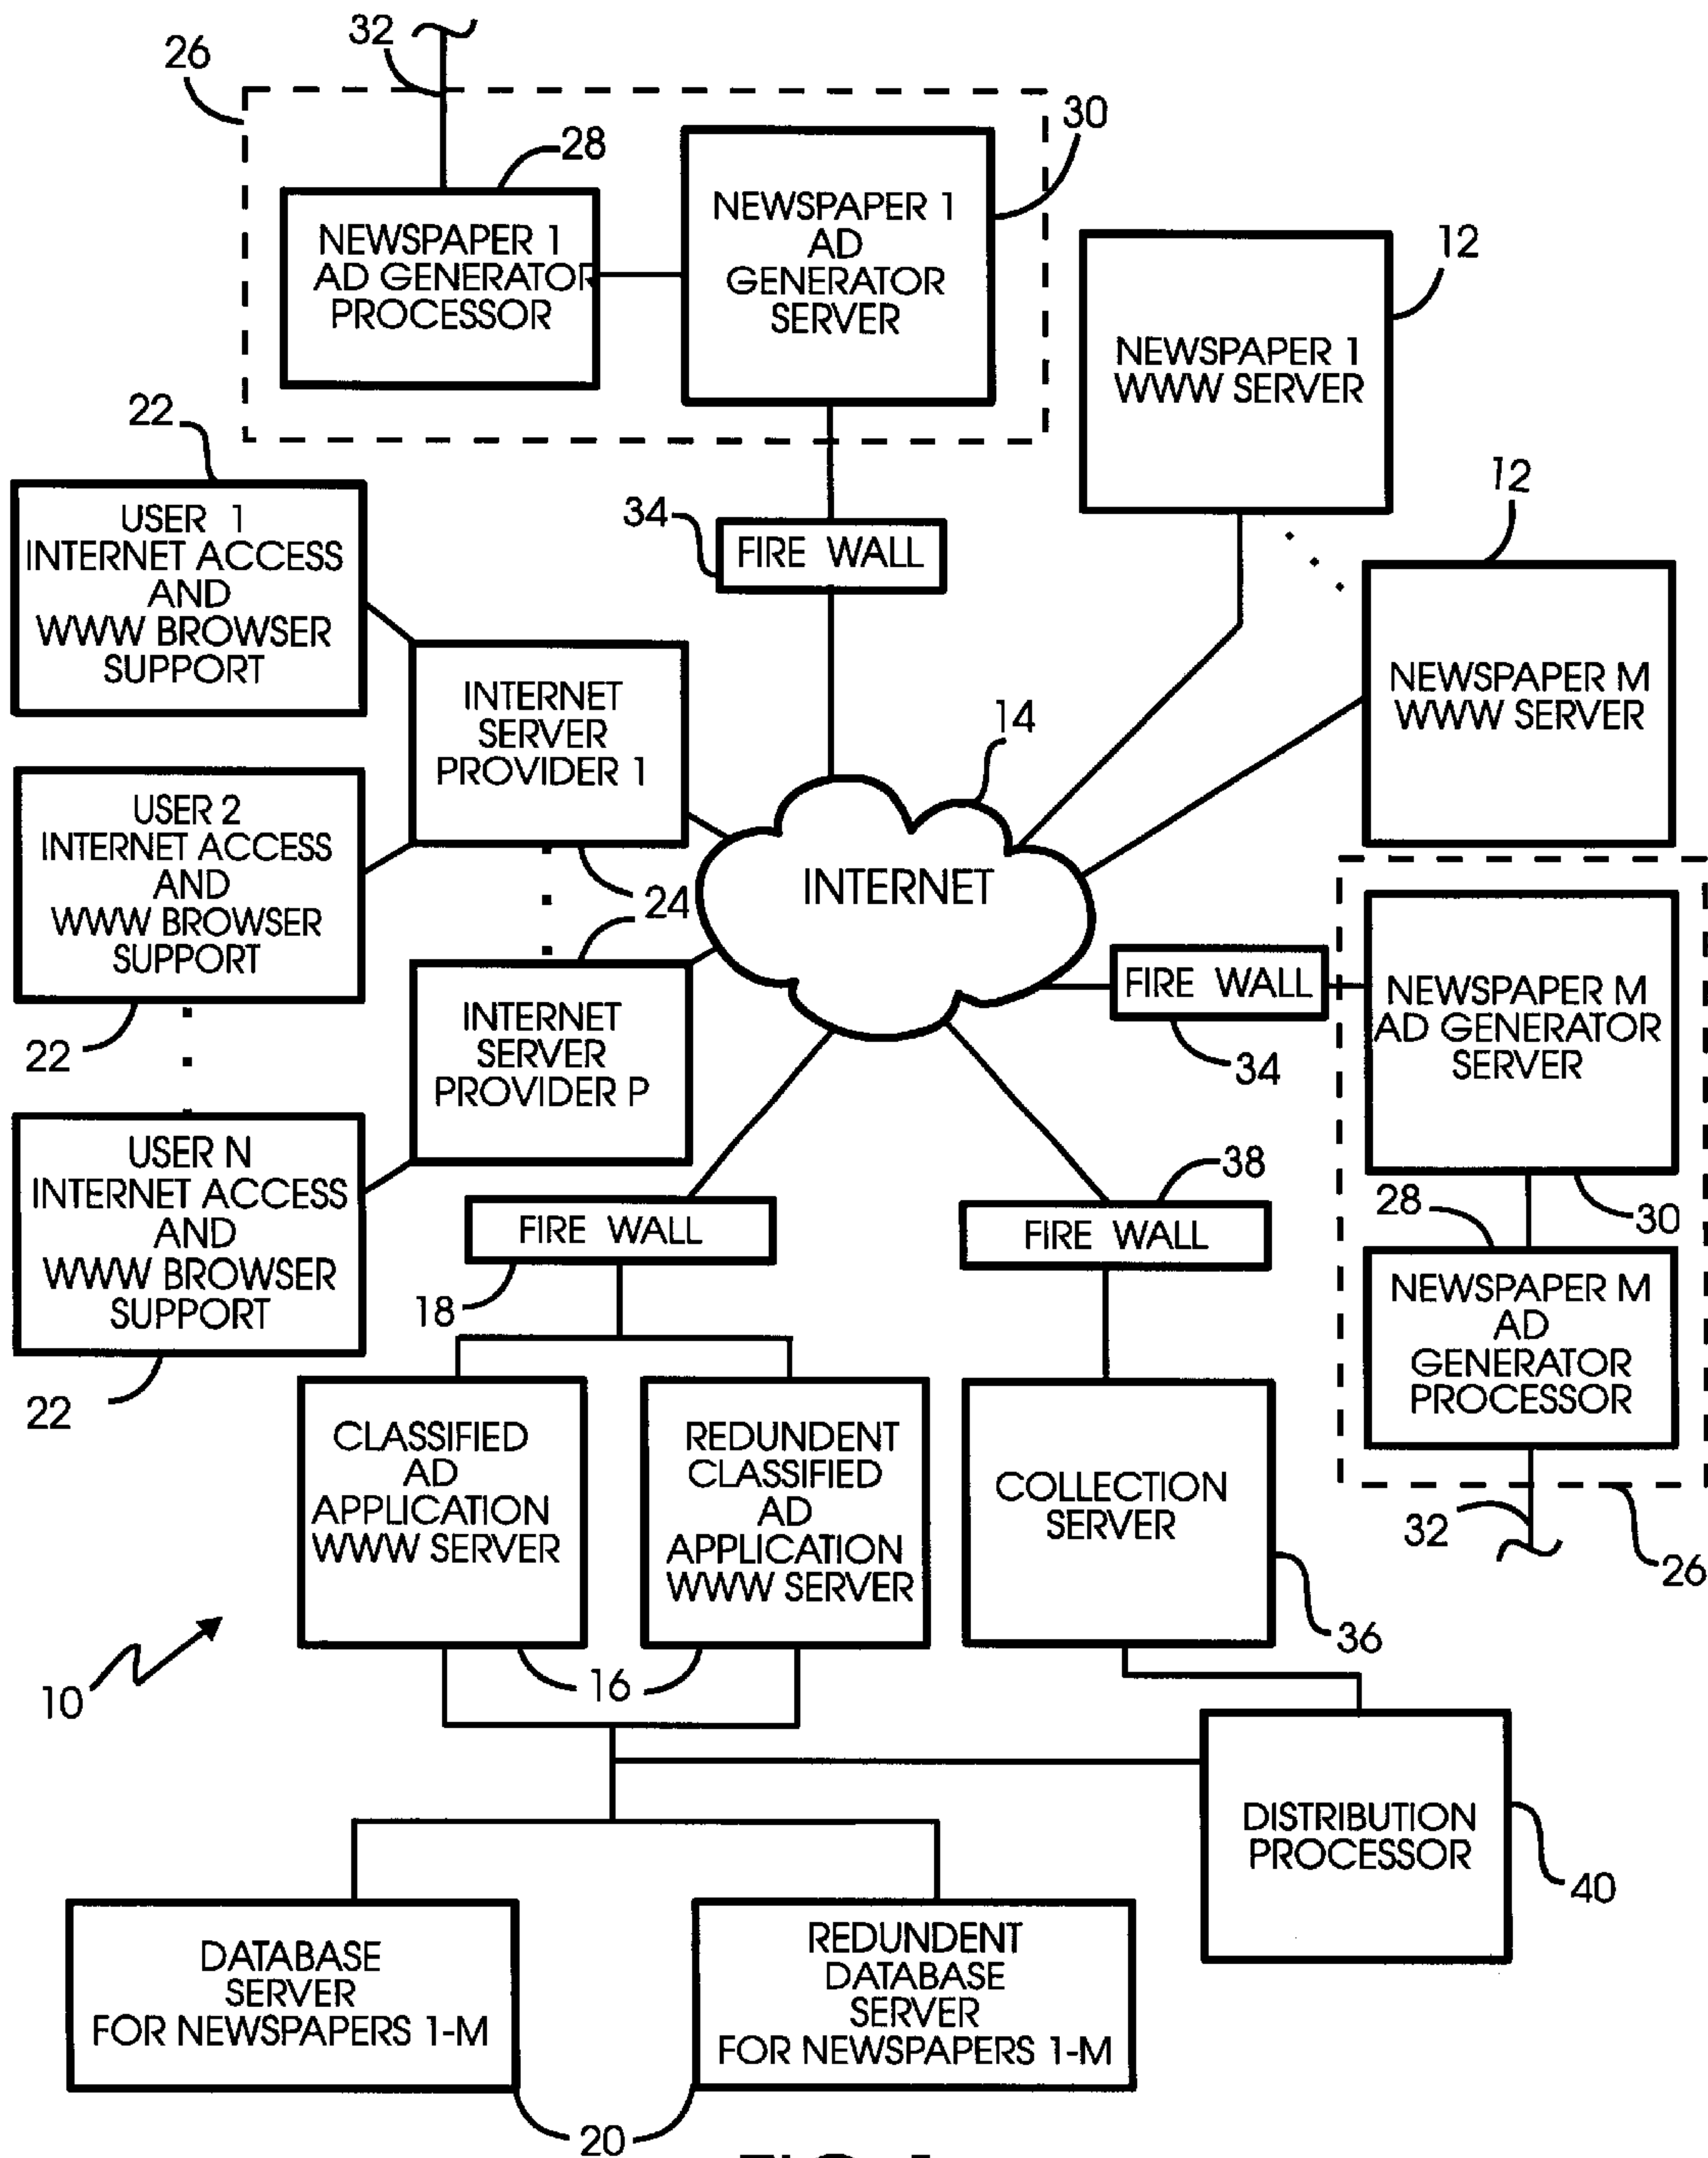 32
26
30
28
NEWSPAPER 1
AD GENERATOR
PROCESSOR
NEWSPAPER 1
AD
GENERATOR
SERVER
12
NEWSPAPER 1
WWW SERVER
22
USER 1
INTERNET ACCESS
AND
WWW BROWSER
SUPPORT
34
FIRE WALL
12
NEWSPAPER M
WWW SERVER
INTERNET
SERVER
PROVIDER 1
14
INTERNET
USER 2
INTERNET ACCESS
AND
WWW BROWSER
SUPPORT
22
24
INTERNET
SERVER
PROVIDER P
FIRE WALL
34
NEWSPAPER M
AD GENERATOR
SERVER
30
28
NEWSPAPER M
AD
GENERATOR
PROCESSOR
32
26
USER N
INTERNET ACCESS
AND
WWW BROWSER
SUPPORT
22
FIRE WALL
18
38
FIRE WALL
CLASSIFIED
AD
APPLICATION
WWW SERVER
REDUNDENT
CLASSIFIED
AD
APPLICATION
WWW SERVER
16
COLLECTION
SERVER
36
10
DISTRIBUTION
PROCESSOR
40
DATABASE
SERVER
FOR NEWSPAPERS 1-M
REDUNDENT
DATABASE
SERVER
FOR NEWSPAPERS 1-M
20